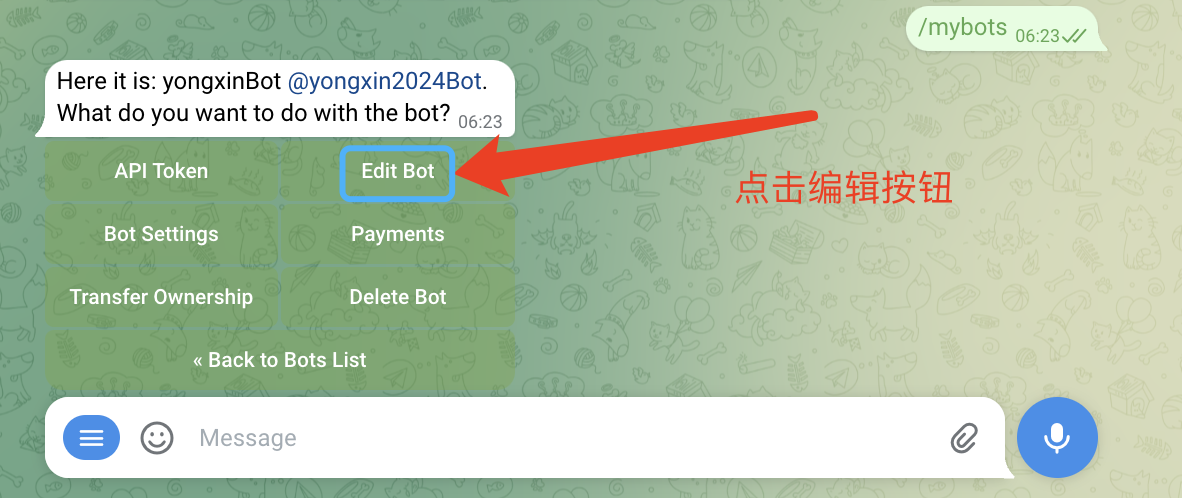 /mybots 06:23
Here it is: yongxinBot @yongxin2024Bot.
What do you want to do with the bot? 06:23
API Token
Edit Bot
点击编辑按钮
Bot Settings
Payments
Transfer Ownership
Delete Bot
« Back to Bots List
Message